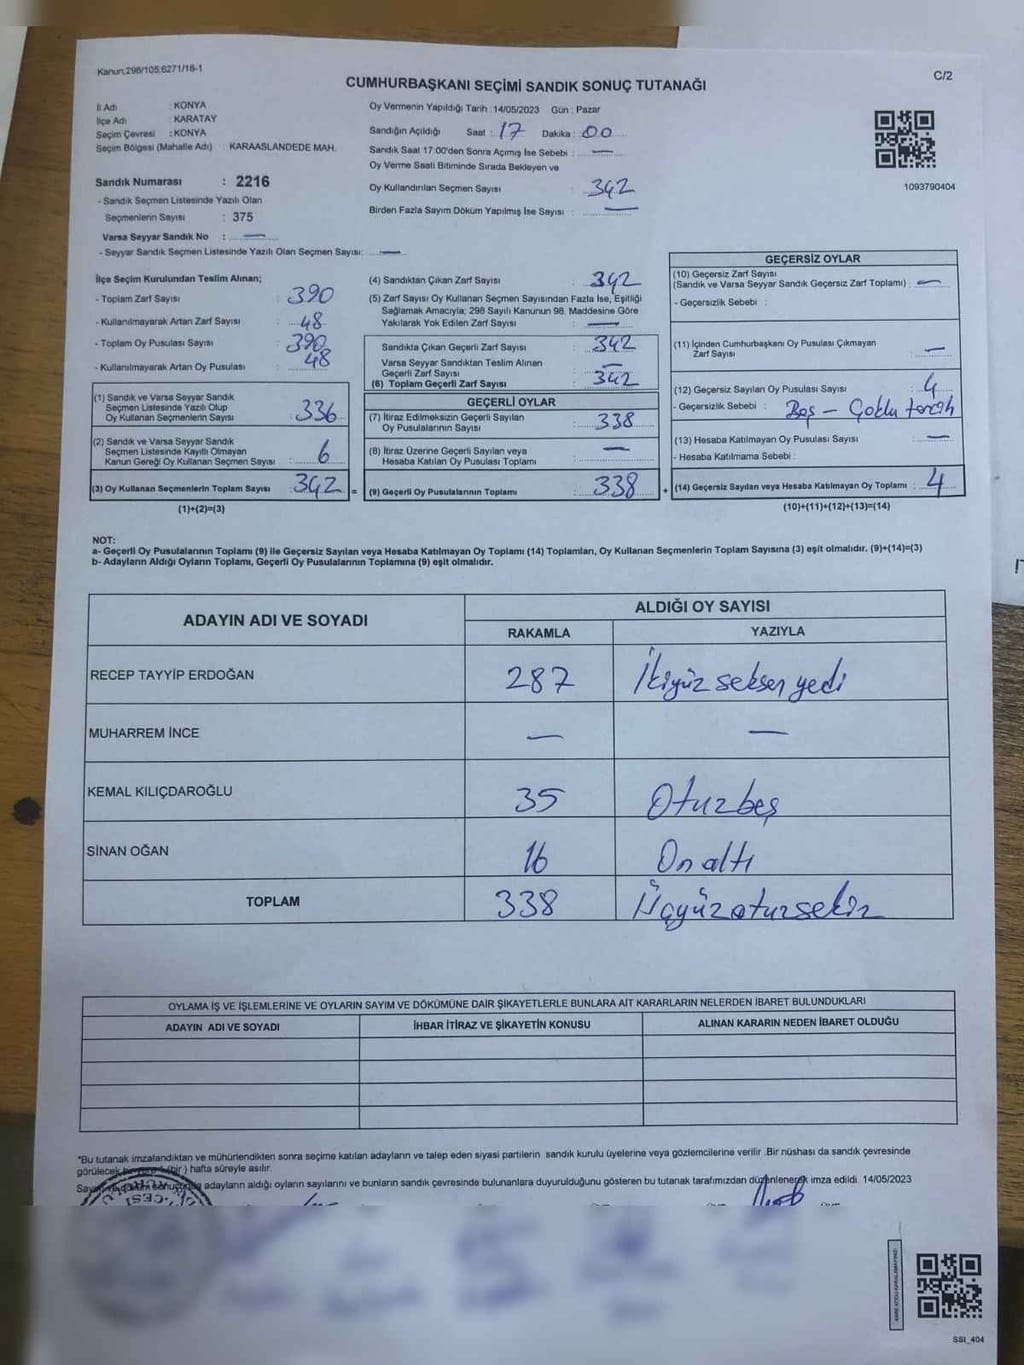 Kanun:298/105,6271/16-1
CUMHURBAŞKANI SEÇİMİ SANDIK SONUÇ TUTANAĞI
C/2
İl Adı : KONYA
İlçe Adı : KARATAY
Seçim Çevresi : KONYA
Seçim Bölgesi (Mahalle Adı) KARAASLANDEDE MAH.
Sandık Numarası : 2216
- Sandık Seçmen Listesinde Yazılı Olan
Seçmenlerin Sayısı : 375
Varsa Seyyar Sandık No : —
- Seyyar Sandık Seçmen Listesinde Yazılı Olan Seçmen Sayısı: —
Oy Vermenin Yapıldığı Tarih :14/05/2023 Gün : Pazar
Sandığın Açıldığı Saat : 17 Dakika : 00
Sandık Saat 17:00'den Sonra Açımış İse Sebebi : —
Oy Verme Saati Bitiminde Sırada Bekleyen ve
Oy Kullandırılan Seçmen Sayısı : 342
Birden Fazla Sayım Döküm Yapılmış İse Sayısı : —
1093790404
İlçe Seçim Kurulundan Teslim Alınan;
- Toplam Zarf Sayısı : 390
- Kullanılmayarak Artan Zarf Sayısı : 48
- Toplam Oy Pusulası Sayısı : 390
- Kullanılmayarak Artan Oy Pusulası : 48
(1) Sandık ve Varsa Seyyar Sandık
Seçmen Listesinde Yazılı Olup
Oy Kullanan Seçmenlerin Sayısı : 336
(2) Sandık ve Varsa Seyyar Sandık
Seçmen Listesinde Kayıtlı Olmayan
Kanun Gereği Oy Kullanan Seçmen Sayısı : 6
(3) Oy Kullanan Seçmenlerin Toplam Sayısı : 342 =
(1)+(2)=(3)
(4) Sandıktan Çıkan Zarf Sayısı : 342
(5) Zarf Sayısı Oy Kullanan Seçmen Sayısından Fazla İse, Eşitliği
Sağlamak Amacıyla; 298 Sayılı Kanunun 98. Maddesine Göre
Yakılarak Yok Edilen Zarf Sayısı : —
Sandıkta Çıkan Geçerli Zarf Sayısı : 342
Varsa Seyyar Sandıktan Teslim Alınan
Geçerli Zarf Sayısı : —
(6) Toplam Geçerli Zarf Sayısı : 342
GEÇERLİ OYLAR
(7) İtiraz Edilmeksizin Geçerli Sayılan
Oy Pusulalarının Sayısı : 338
(8) İtiraz Üzerine Geçerli Sayılan veya
Hesaba Katılan Oy Pusulası Toplamı : —
(9) Geçerli Oy Pusulalarının Toplamı : 338 +
GEÇERSİZ OYLAR
(10) Geçersiz Zarf Sayısı
(Sandık ve Varsa Seyyar Sandık Geçersiz Zarf Toplamı) : —
- Geçersizlik Sebebi :
(11) İçinden Cumhurbaşkanı Oy Pusulası Çıkmayan
Zarf Sayısı : —
(12) Geçersiz Sayılan Oy Pusulası Sayısı : 4
- Geçersizlik Sebebi : Boş – Çoklu tercih
(13) Hesaba Katılmayan Oy Pusulası Sayısı : —
- Hesaba Katılmama Sebebi :
(14) Geçersiz Sayılan veya Hesaba Katılmayan Oy Toplamı : 4
(10)+(11)+(12)+(13)=(14)
NOT:
a- Geçerli Oy Pusulalarının Toplamı (9) ile Geçersiz Sayılan veya Hesaba Katılmayan Oy Toplamı (14) Toplamları, Oy Kullanan Seçmenlerin Toplam Sayısına (3) eşit olmalıdır. (9)+(14)=(3)
b- Adayların Aldığı Oyların Toplamı, Geçerli Oy Pusulalarının Toplamına (9) eşit olmalıdır.
ADAYIN ADI VE SOYADI ALDIĞI OY SAYISI
RAKAMLA YAZIYLA
RECEP TAYYİP ERDOĞAN 287 İkiyüz seksen yedi
MUHARREM İNCE — —
KEMAL KILIÇDAROĞLU 35 Otuzbeş
SİNAN OĞAN 16 On altı
TOPLAM 338 Üçyüzotuzsekiz
OYLAMA İŞ VE İŞLEMLERİNE VE OYLARIN SAYIM VE DÖKÜMÜNE DAİR ŞİKAYETLERLE BUNLARA AİT KARARLARIN NELERDEN İBARET BULUNDUKLARI
ADAYIN ADI VE SOYADI İHBAR İTİRAZ VE ŞİKAYETİN KONUSU ALINAN KARARIN NEDEN İBARET OLDUĞU
*Bu tutanak imzalandıktan ve mühürlendikten sonra seçime katılan adayların ve talep eden siyasi partilerin sandık kurulu üyelerine veya gözlemcilerine verilir .Bir nüshası da sandık çevresinde
görülecek (bir) hafta süreyle asılır.
adayların aldığı oyların sayılarını ve bunların sandık çevresinde bulunanlara duyurulduğunu gösteren bu tutanak tarafımızdan düzenlenerek imza edildi. 14/05/2023
SSI_404